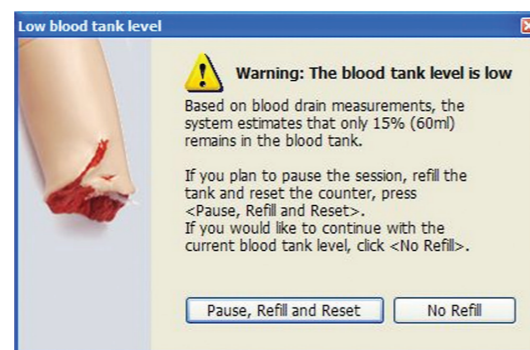 Low blood tank level
Warning: The blood tank level is low
Based on blood drain measurements, the
system estimates that only 15% (60ml)
remains in the blood tank.
If you plan to pause the session, refill the
tank and reset the counter, press
<Pause, Refill and Reset>.
If you would like to continue with the
current blood tank level, click <No Refill>.
Pause, Refill and Reset
No Refill